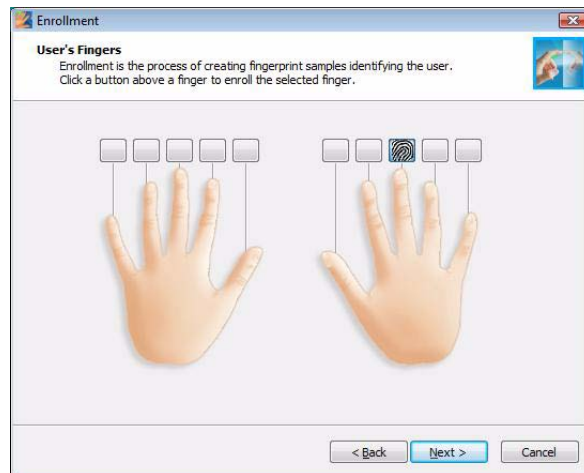 Enrollment
User's Fingers
Enrollment is the process of creating fingerprint samples identifying the user.
Click a button above a finger to enroll the selected finger.
< Back
Next >
Cancel